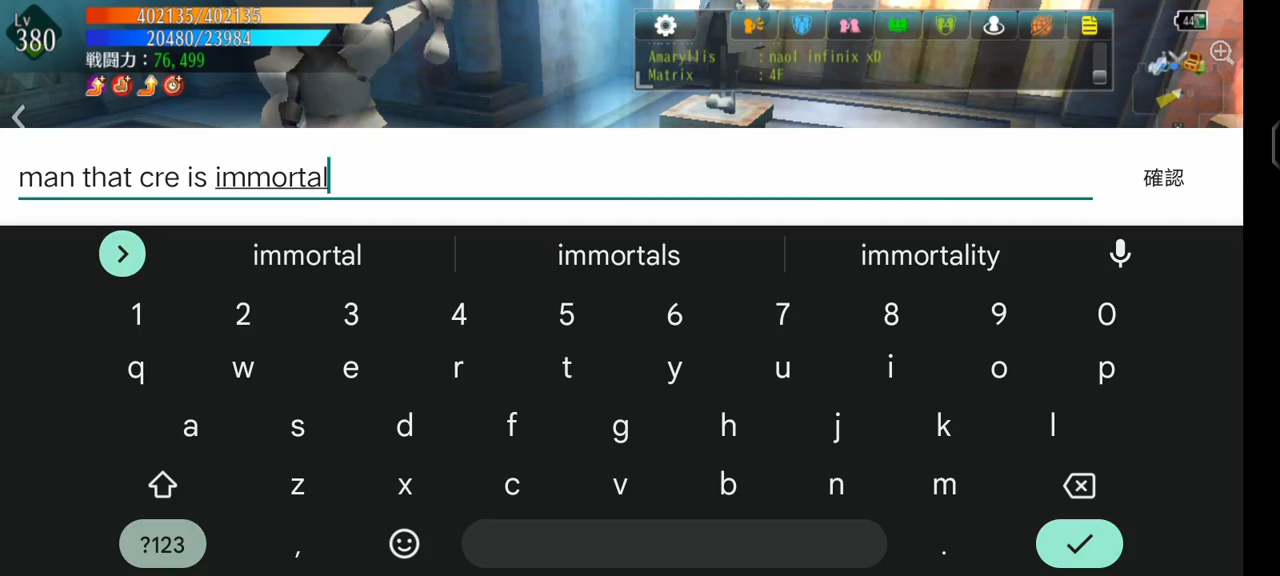 Lv
380
402135/402135
20480/23984
戦闘力：76,499
44
Amaryllis : naol infinix xD
Matrix : 4F
man that cre is immortal
確認
immortal immortals immortality
1 2 3 4 5 6 7 8 9 0
q w e r t y u i o p
a s d f g h j k l
z x c v b n m
?123 , .